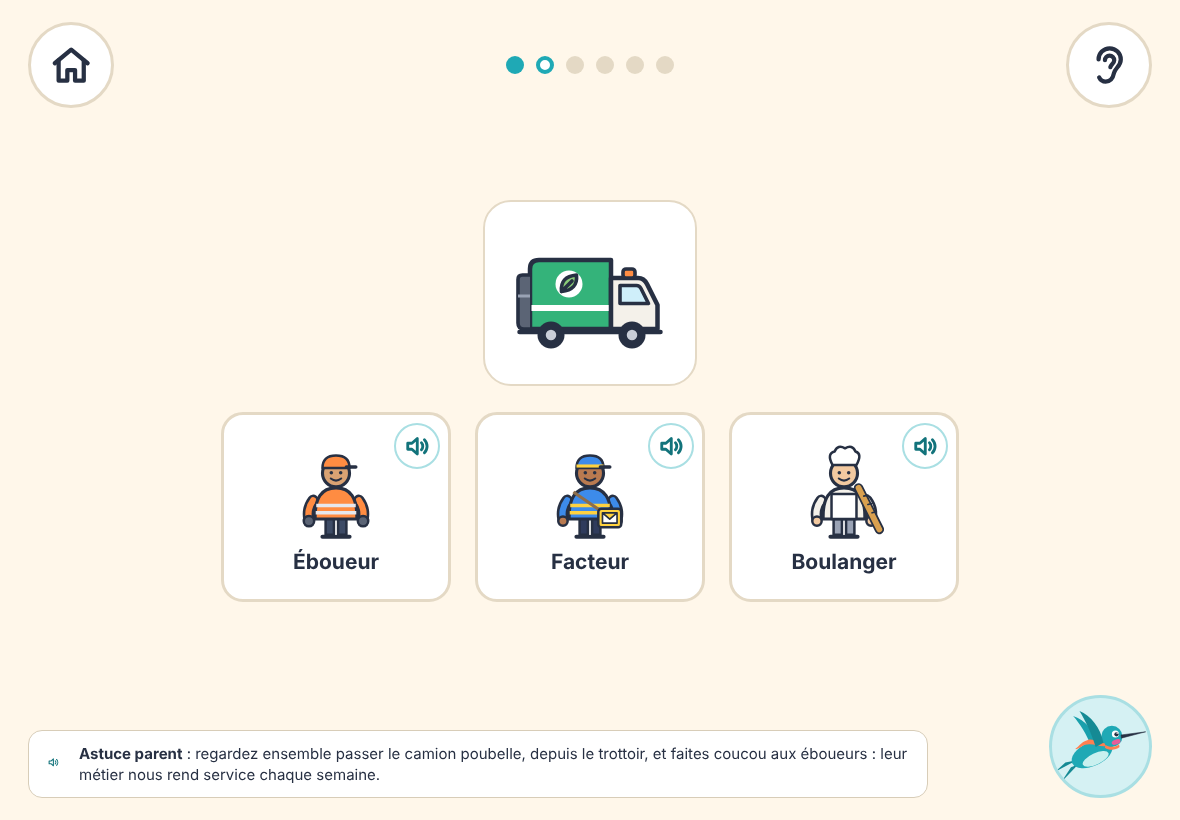 Éboueur
Facteur
Boulanger
Astuce parent : regardez ensemble passer le camion poubelle, depuis le trottoir, et faites coucou aux éboueurs : leur
métier nous rend service chaque semaine.